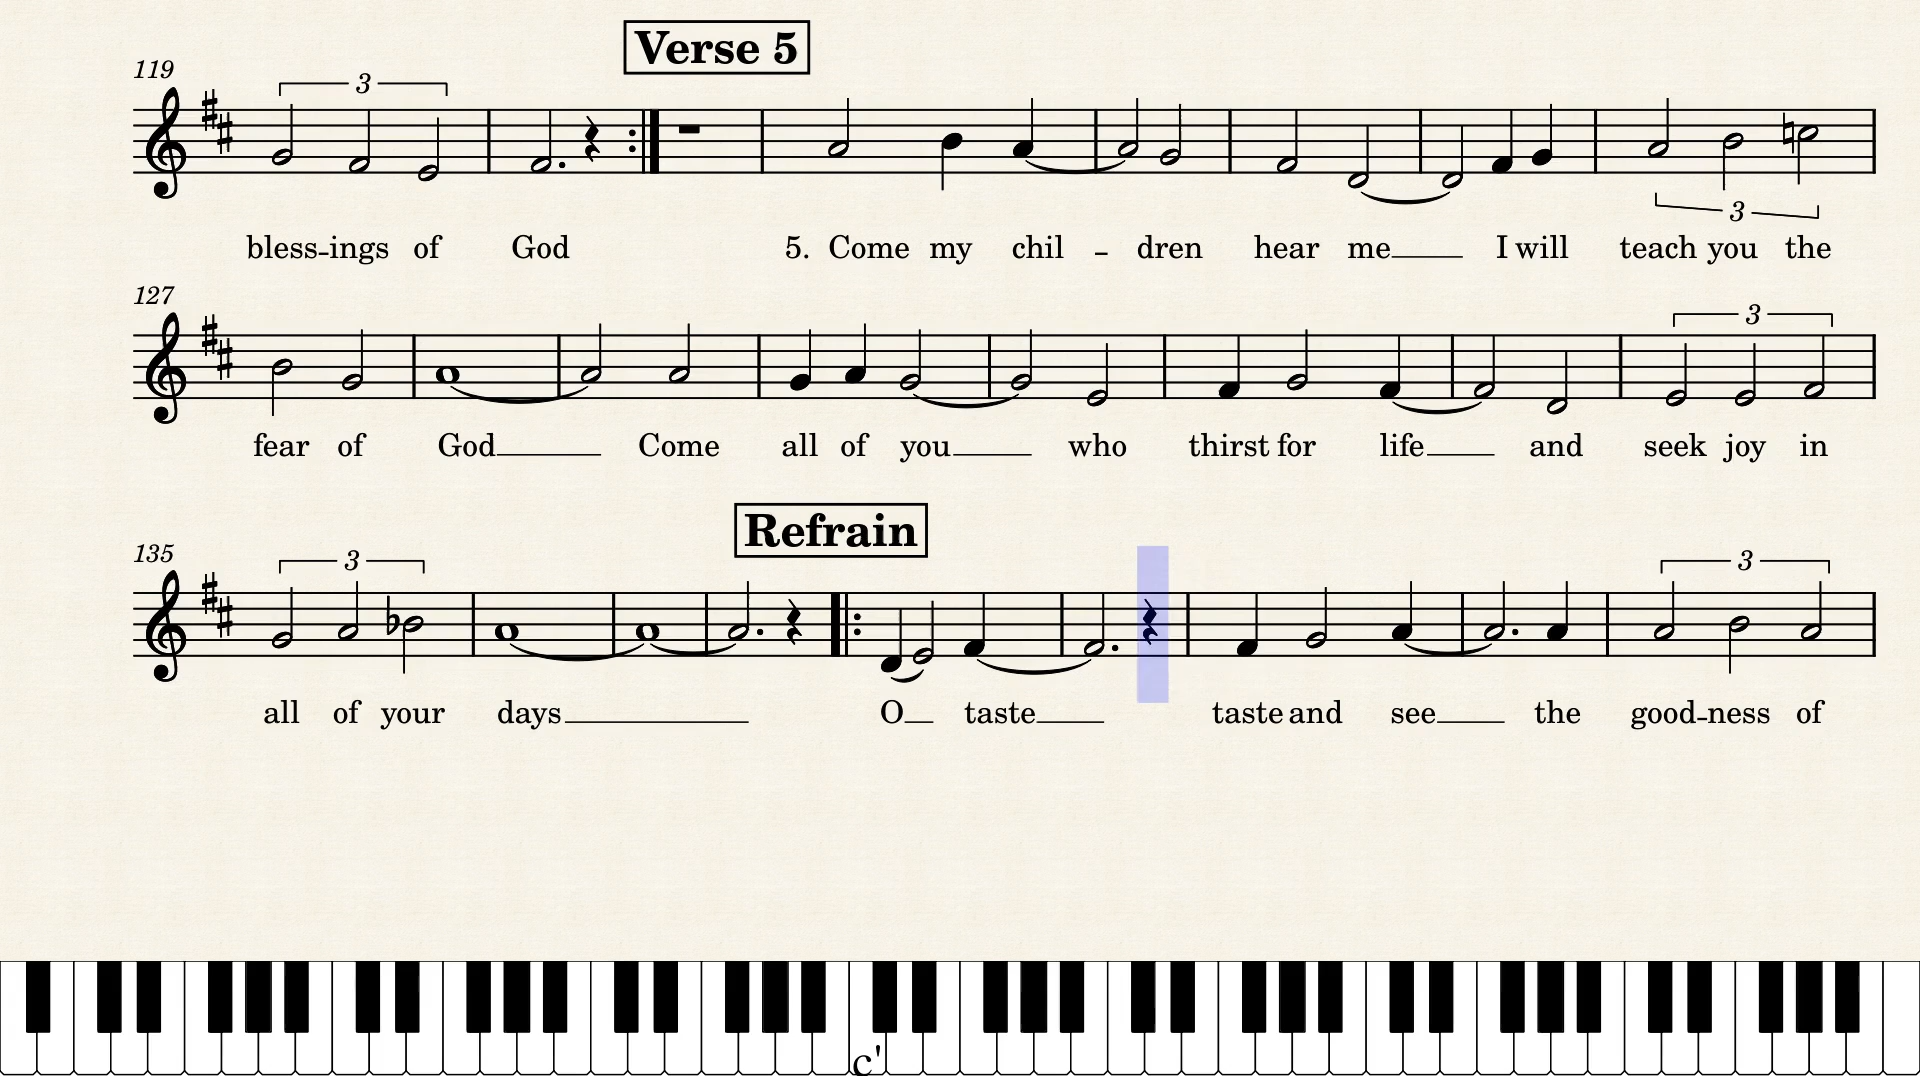 Verse 5
119
3
3
bless-ings of God 5. Come my chil - dren hear me I will teach you the
127
3
fear of God Come all of you who thirst for life and seek joy in
Refrain
135
3
3
all of your days O taste taste and see the good-ness of
c'